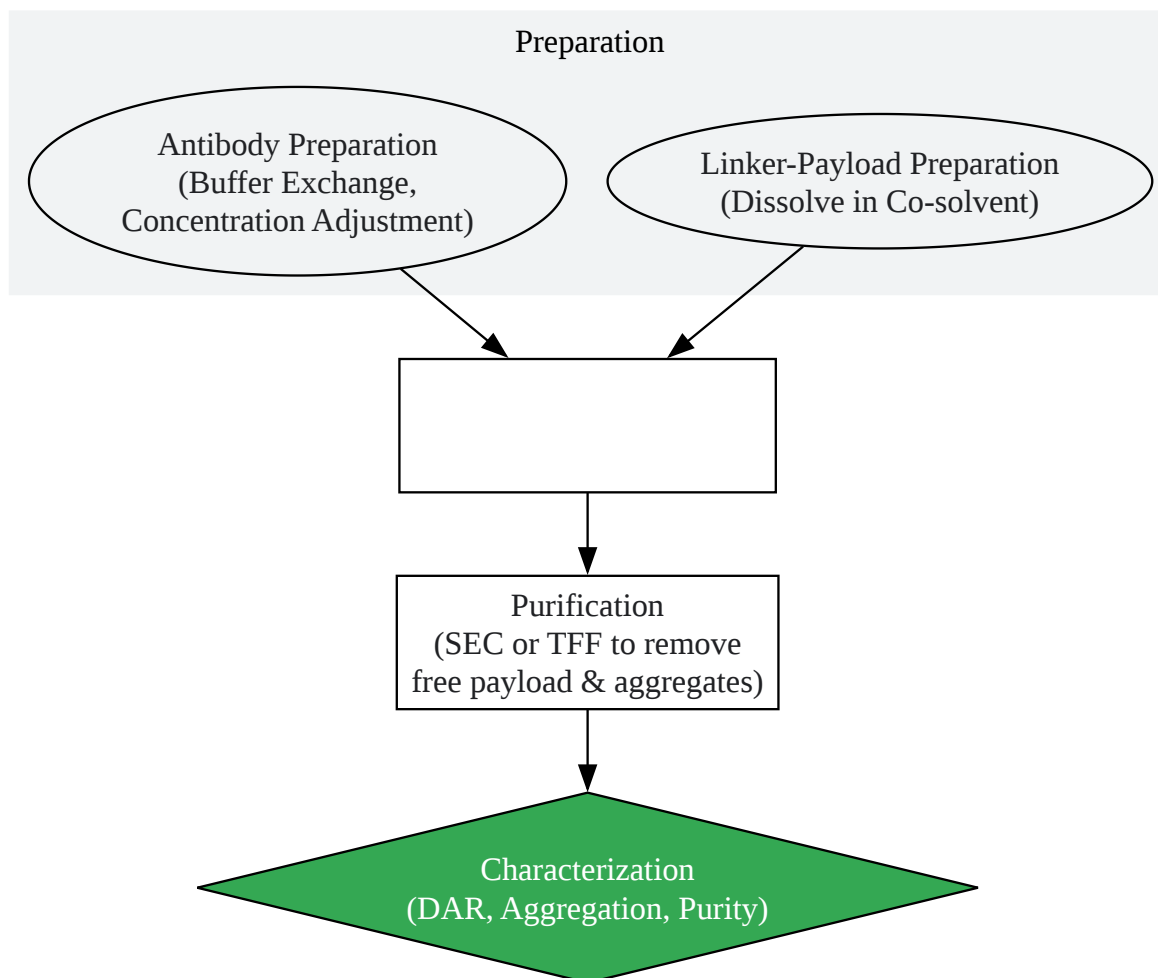 Preparation
Antibody Preparation
(Buffer Exchange,
Concentration Adjustment)
Linker-Payload Preparation
(Dissolve in Co-solvent)
Purification
(SEC or TFF to remove
free payload & aggregates)
Characterization
(DAR, Aggregation, Purity)